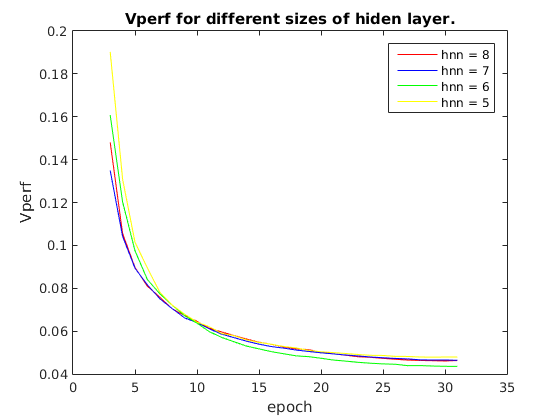 Vperf for different sizes of hiden layer.
0.2
0.18
0.16
0.14
0.12
0.1
0.08
0.06
0.04
Vperf
hnn = 8
hnn = 7
hnn = 6
hnn = 5
0 5 10 15 20 25 30 35
epoch